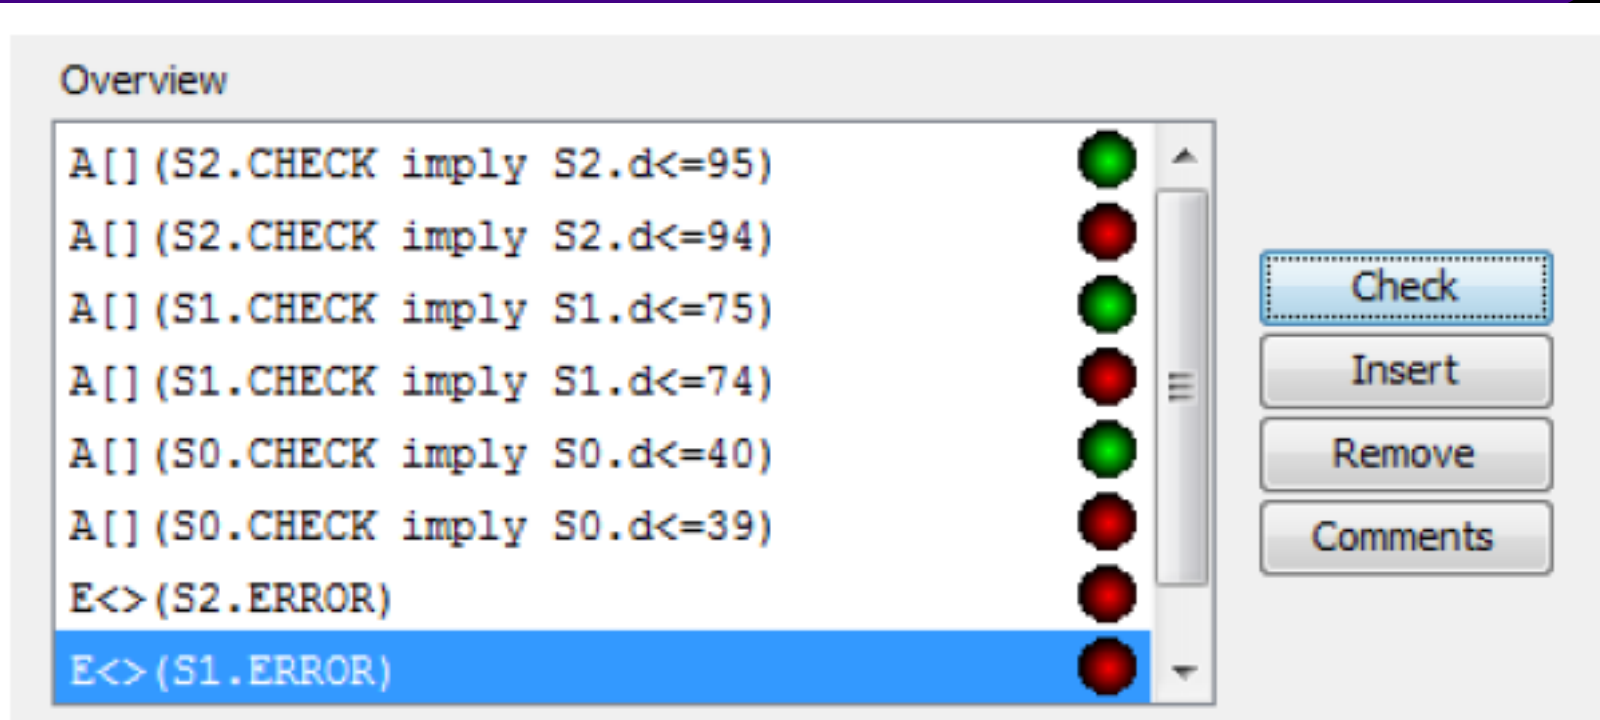 Overview
A[](S2.CHECK imply S2.d<=95)
A[](S2.CHECK imply S2.d<=94)
A[](S1.CHECK imply S1.d<=75)
A[](S1.CHECK imply S1.d<=74)
A[](S0.CHECK imply S0.d<=40)
A[](S0.CHECK imply S0.d<=39)
E<>(S2.ERROR)
E<>(S1.ERROR)
Check
Insert
Remove
Comments